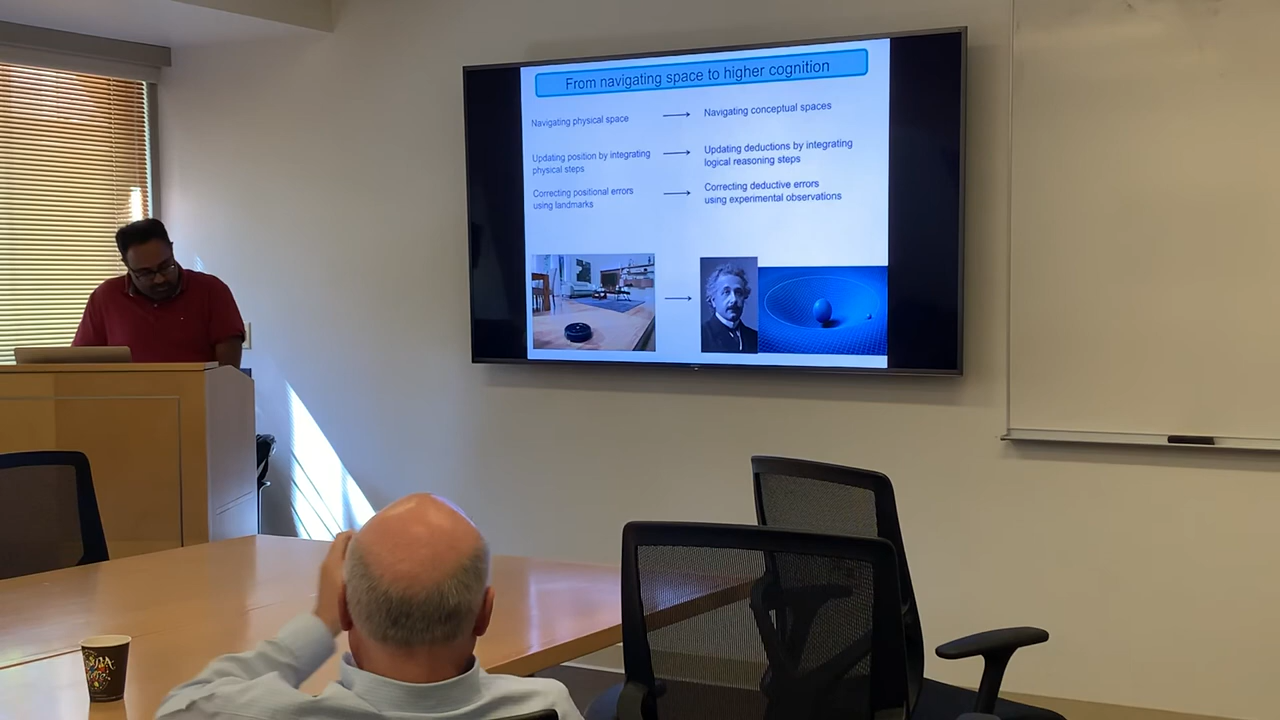 From navigating space to higher cognition
Navigating physical space
Navigating conceptual spaces
Updating position by integrating
physical steps
Updating deductions by integrating
logical reasoning steps
Correcting positional errors
using landmarks
Correcting deductive errors
using experimental observations